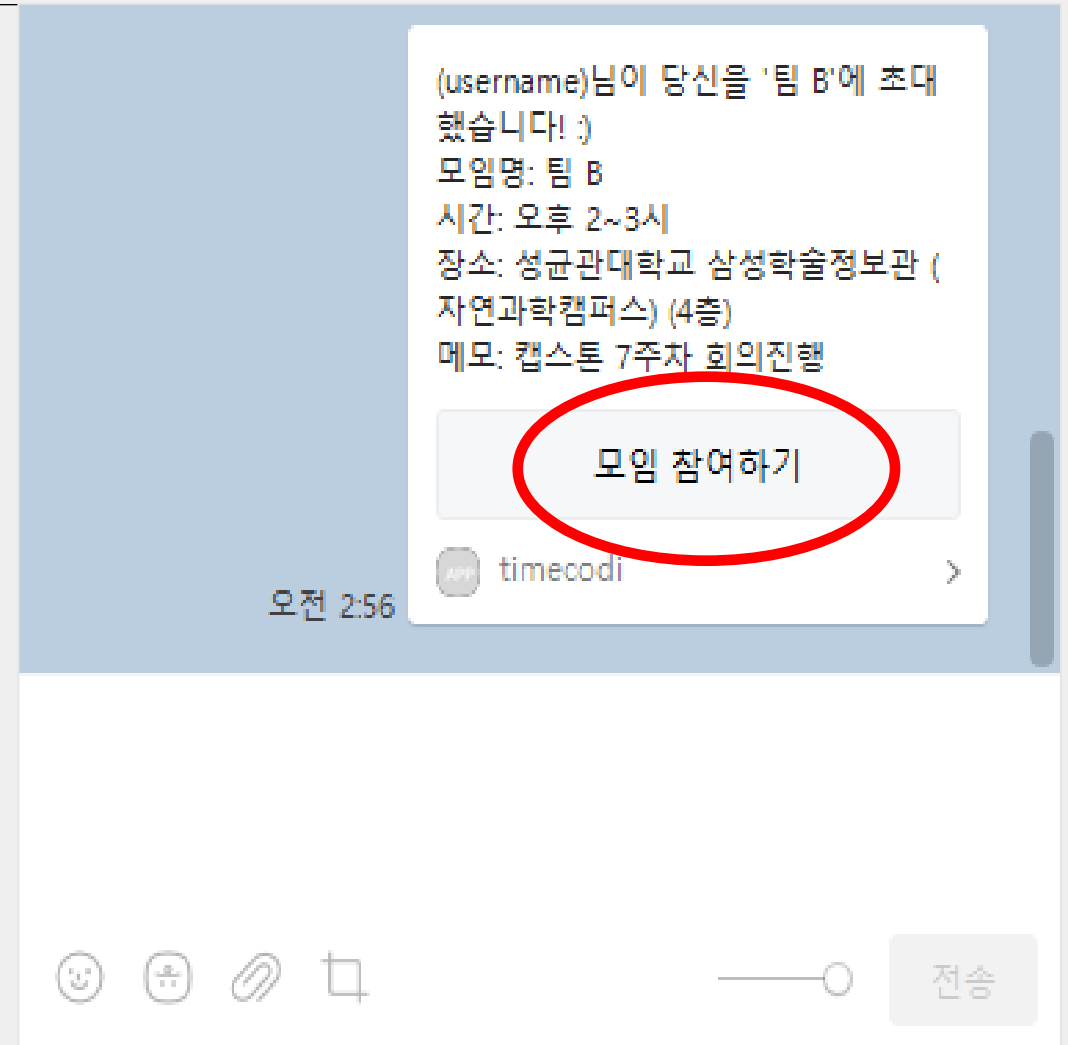 (username)님이 당신을 '팀 B'에 초대
했습니다! :)
모임명: 팀 B
시간: 오후 2~3시
장소: 성균관대학교 삼성학술정보관 (
자연과학캠퍼스) (4층)
메모: 캡스톤 7주차 회의진행
모임 참여하기
APP timecodi
오전 2:56
전송